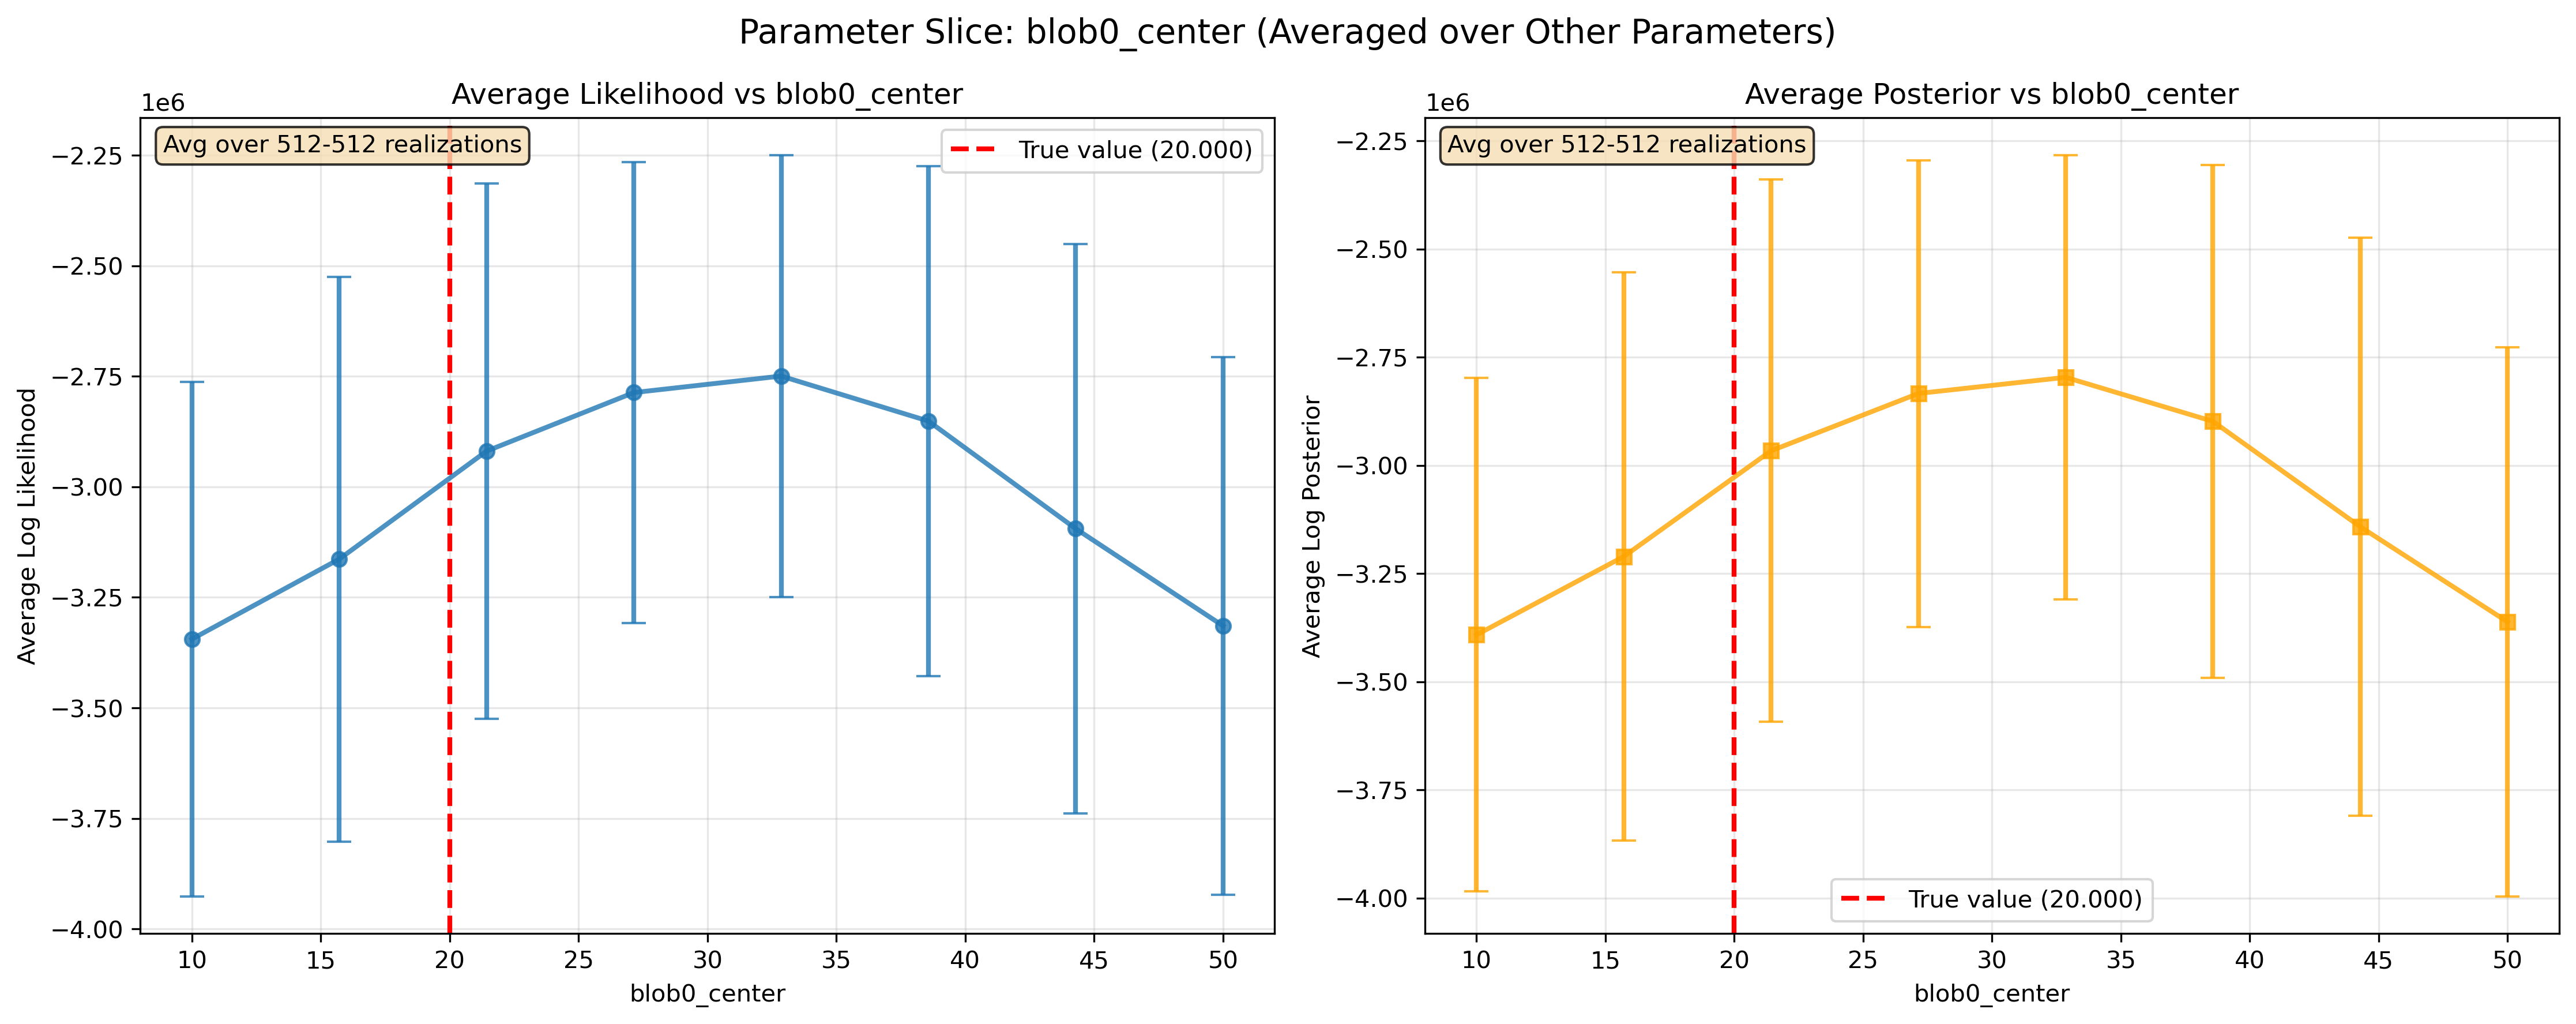 Parameter Slice: blob0_center (Averaged over Other Parameters)
Average Likelihood vs blob0_center
1e6
Avg over 512-512 realizations
True value (20.000)
−2.25
−2.50
−2.75
−3.00
−3.25
−3.50
−3.75
−4.00
Average Log Likelihood
10 15 20 25 30 35 40 45 50
blob0_center
Average Posterior vs blob0_center
1e6
Avg over 512-512 realizations
−2.25
−2.50
−2.75
−3.00
−3.25
−3.50
−3.75
−4.00
Average Log Posterior
True value (20.000)
10 15 20 25 30 35 40 45 50
blob0_center